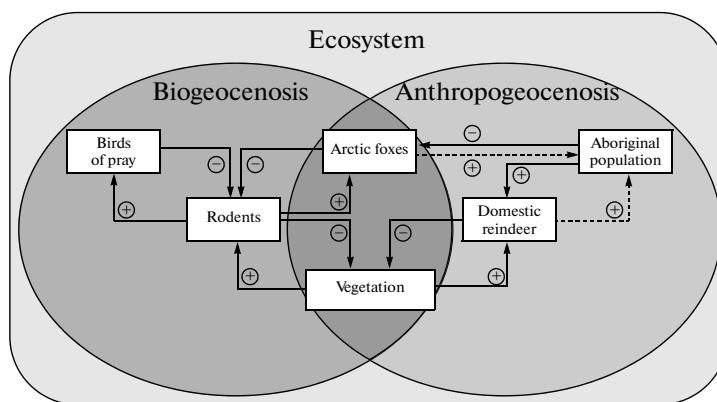 Ecosystem
Biogeocenosis
Anthropogeocenosis
Birds
of pray
Arctic foxes
Aboriginal
population
Rodents
Domestic
reindeer
Vegetation
−
−
−
+
+
+
+
−
−
+
+
+